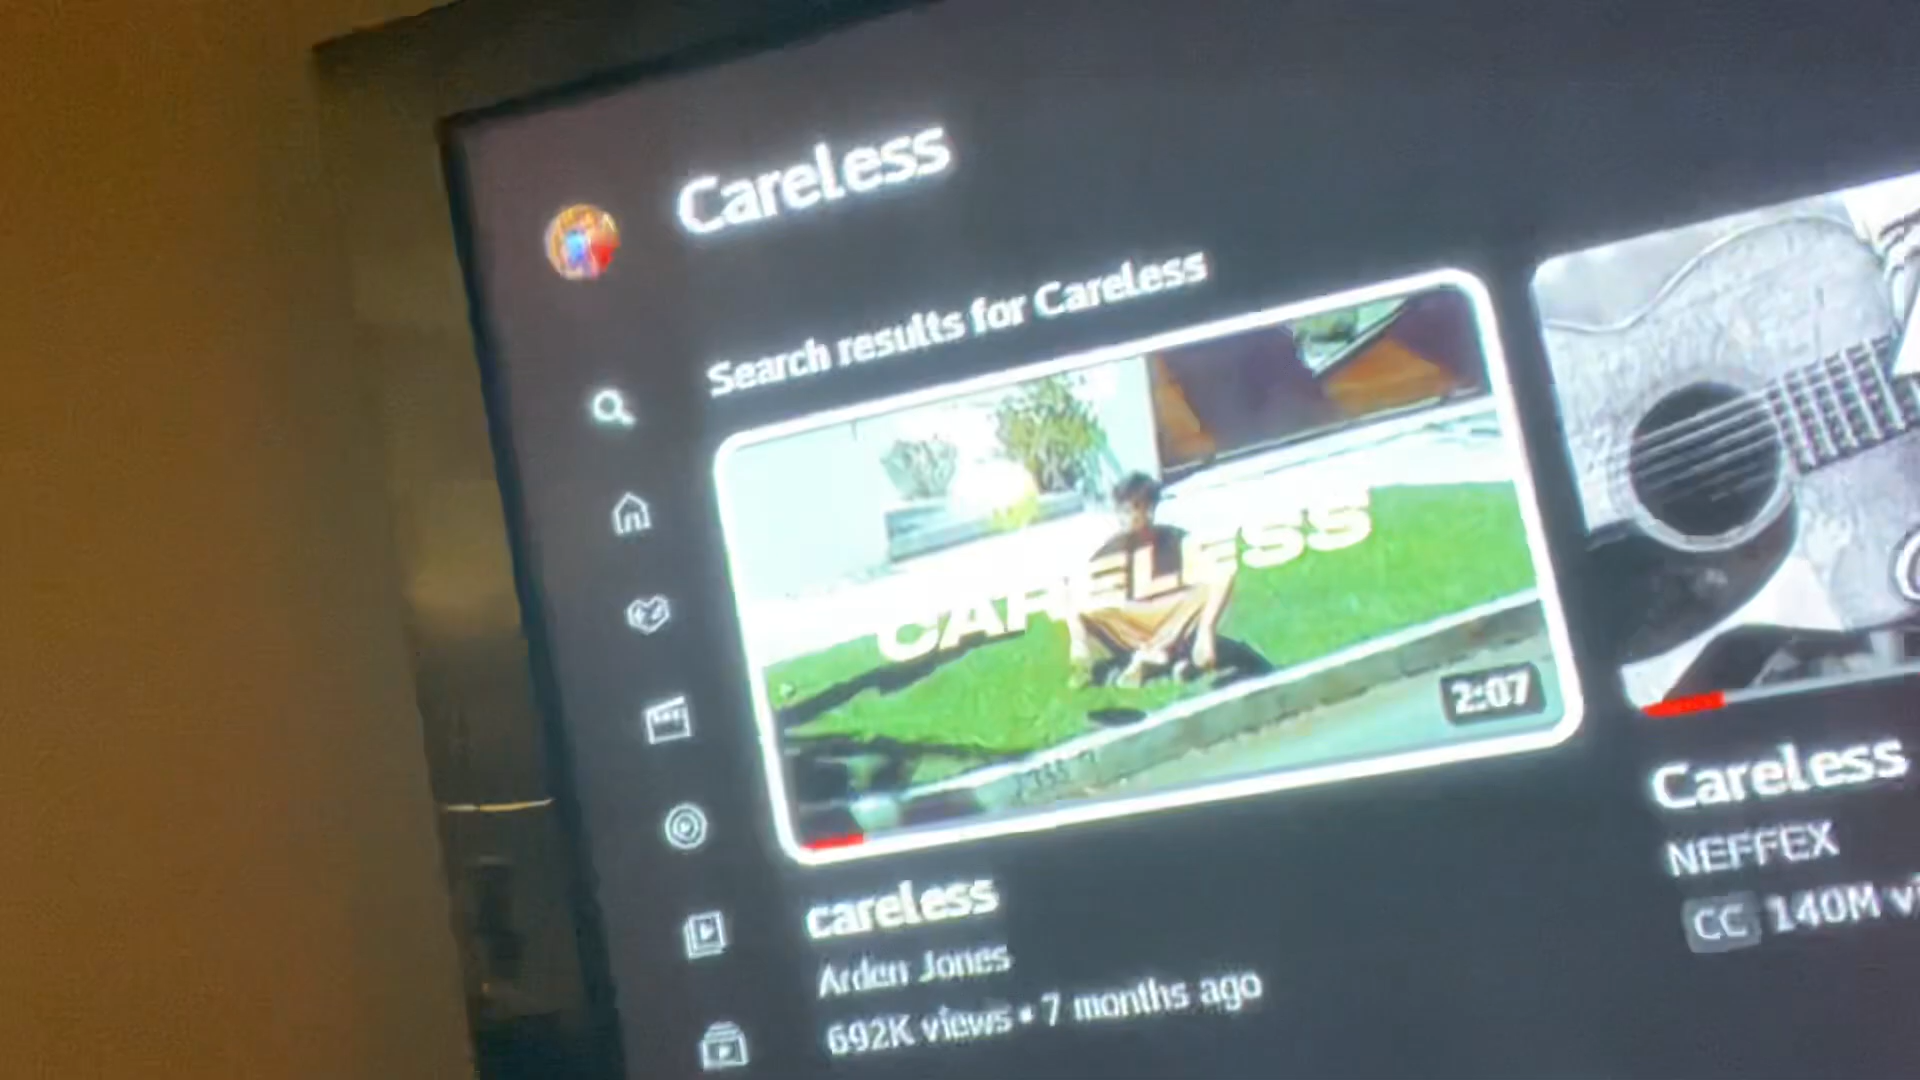 Careless
Search results for Careless
CARELESS
2:07
careless
Arden Jones
692K views • 7 months ago
Careless
NEFFEX
CC 140M